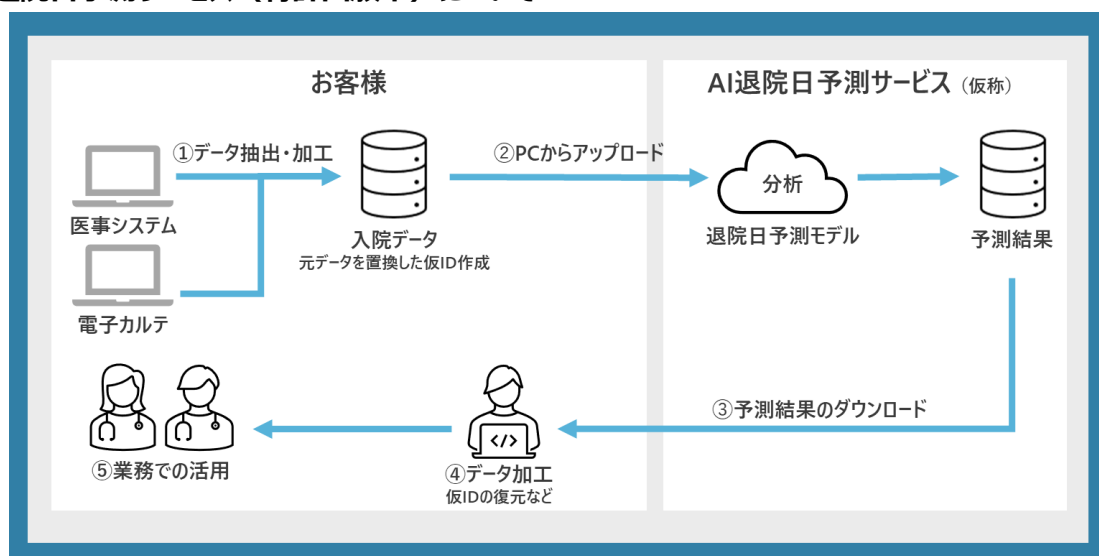 お客様
AI退院日予測サービス（仮称）
①データ抽出・加工
②PCからアップロード
分析
医事システム
入院データ
元データを置換した仮ID作成
退院日予測モデル
予測結果
電子カルテ
③予測結果のダウンロード
⑤業務での活用
④データ加工
仮IDの復元など